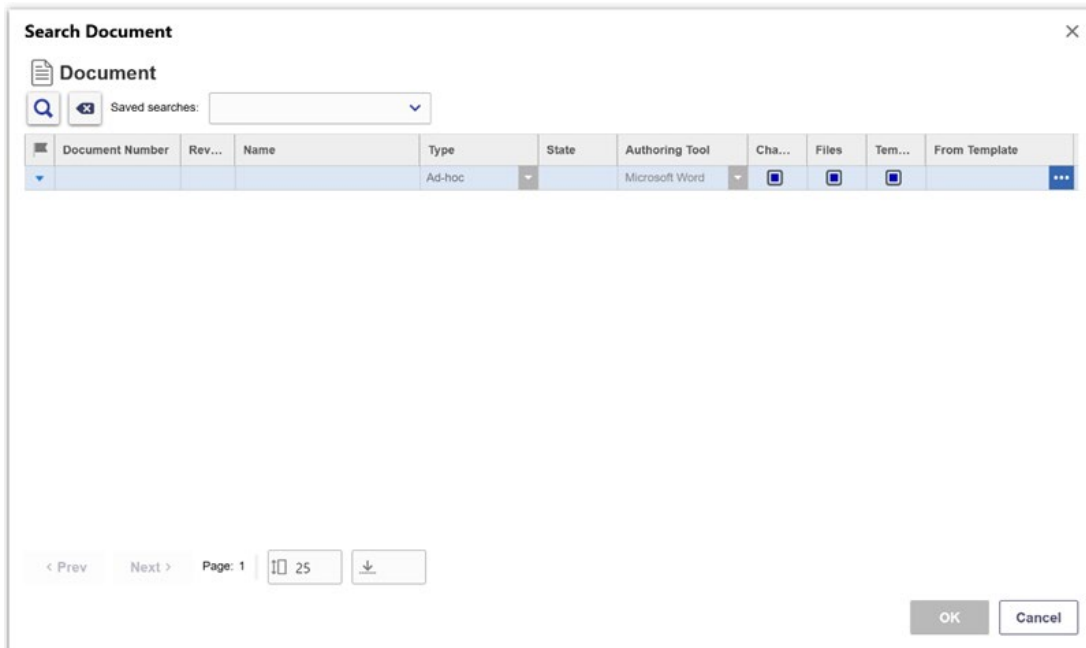 Search Document
Document
Saved searches:
Document Number Rev... Name Type State Authoring Tool Cha... Files Tem... From Template
Ad-hoc Microsoft Word
< Prev Next > Page: 1 25
OK Cancel